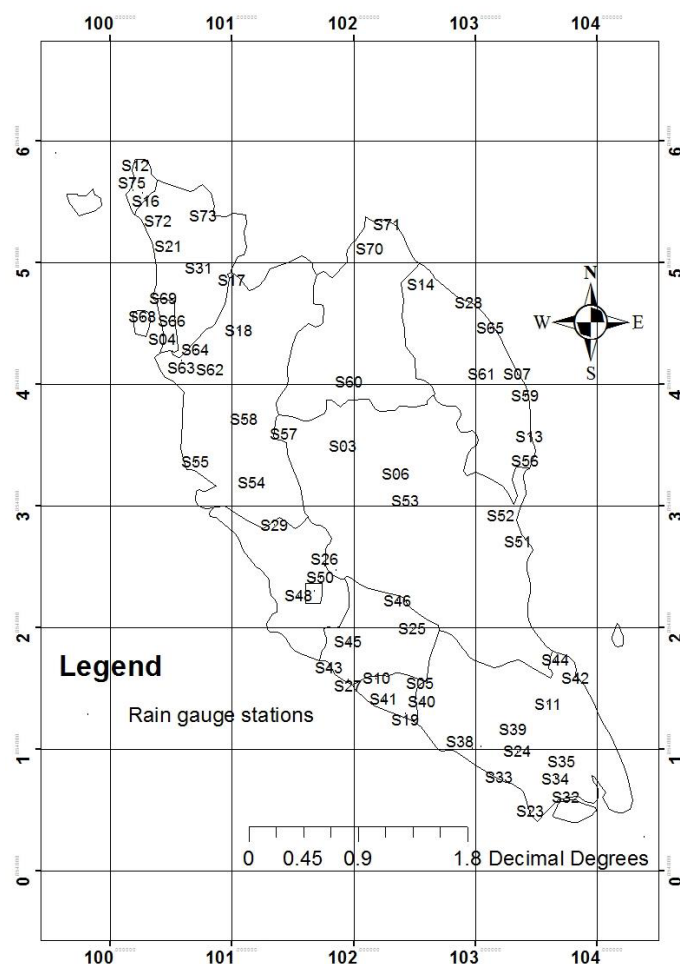 100 101 102 103 104
6 6
S12
S75
S16
S72 S73 S71
S21 S70
5 5
S31
S17 S14
N
S69 S28
S68 S66 S65 W E
S04 S18
S64 S
S63 S62 S61 S07
4 S60 4
S59
S58
S57 S13
S03
S55 S56
S06
S54
S53
3 3
S52
S29
S51
S26
S50
S48 S46
2 S25 2
S45
S44
Legend S43
S10 S42
S27 S05
S41 S40 S11
Rain gauge stations S19
S39
S38
1 S24 1
S35
S33 S34
S32
S23
0 0.45 0.9 1.8 Decimal Degrees
0 0
100 101 102 103 104